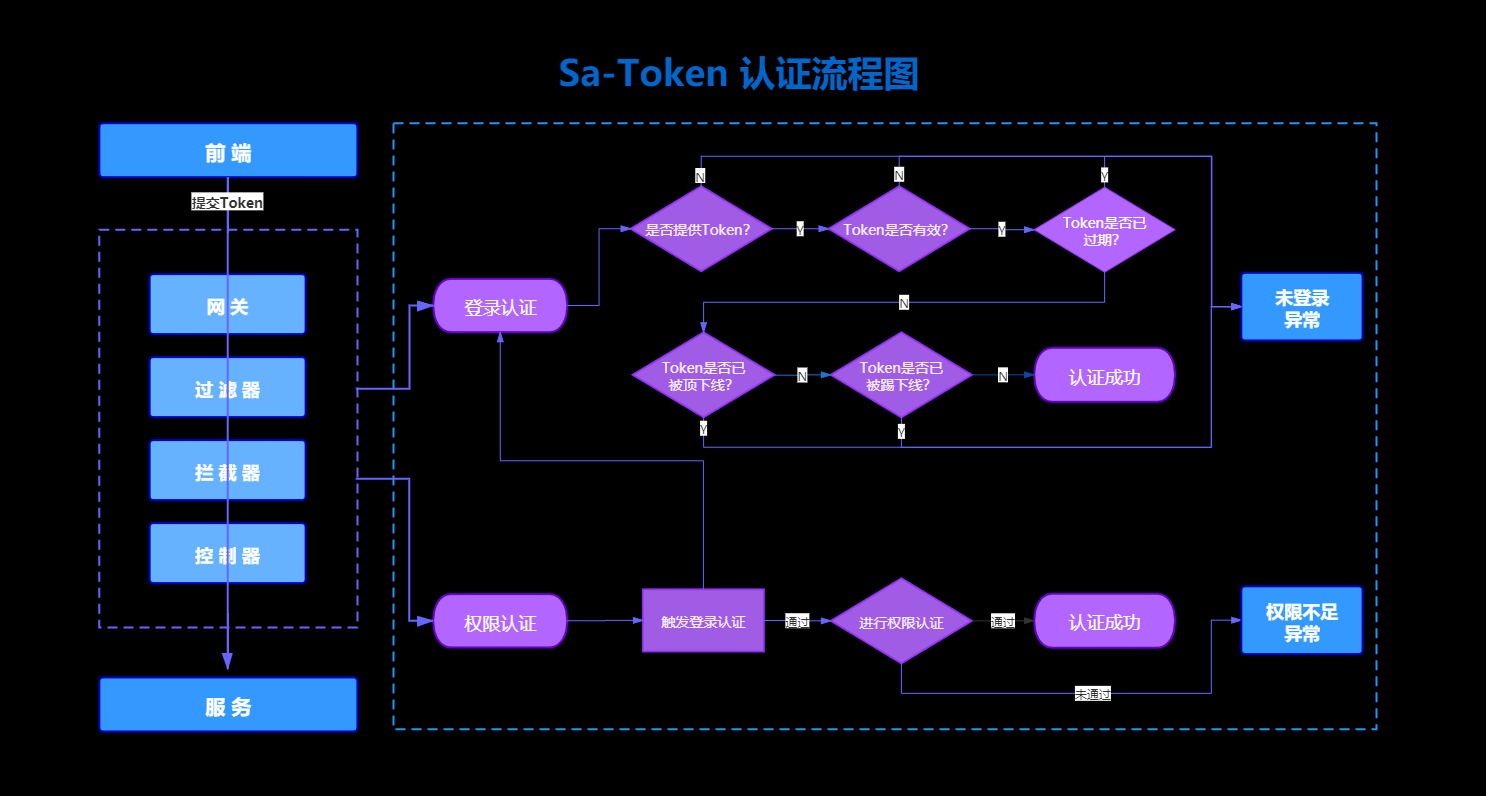 Sa-Token 认证流程图
前 端
提交Token
网 关
过 滤 器
拦 截 器
控 制 器
服 务
登录认证
是否提供Token?
N
Y
Token是否有效?
N
Y
Token是否已
过期?
Y
N
Token是否已
被顶下线?
N
Y
Token是否已
被踢下线?
N
Y
认证成功
未登录
异常
权限认证
触发登录认证
通过
进行权限认证
通过
认证成功
未通过
权限不足
异常